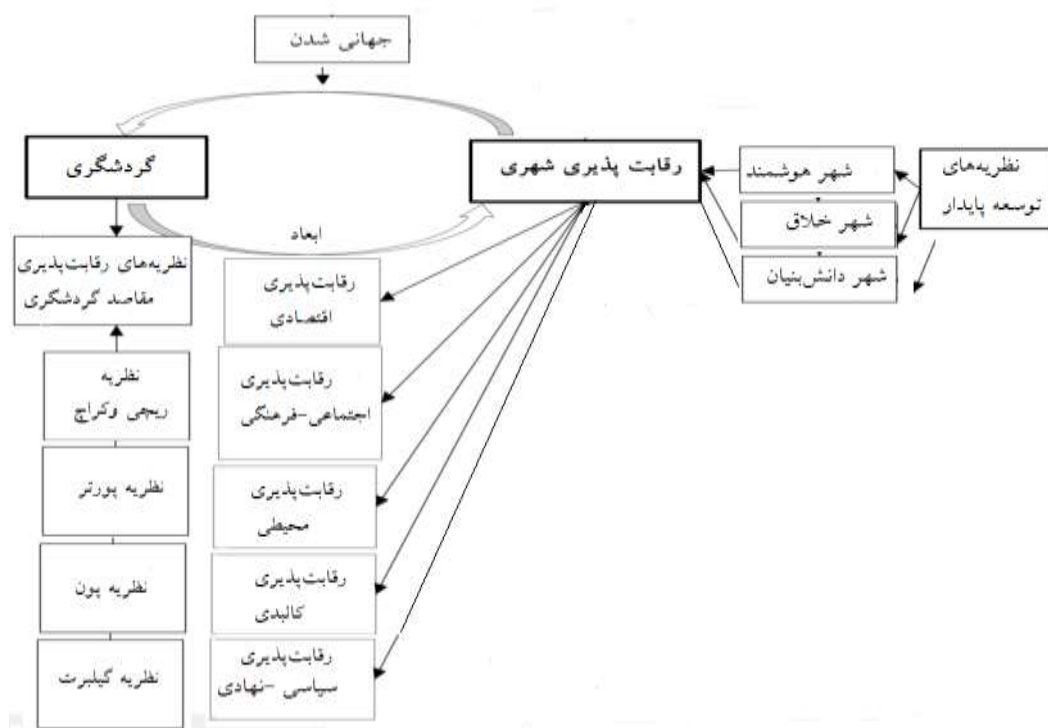 جهانی شدن
گردشگری
رقابت پذیری شهری
شهر هوشمند
شهر خلاق
شهر دانش‌بنیان
نظریه‌های
توسعه پایدار
ابعاد
نظریه‌های رقابت‌پذیری
مقاصد گردشگری
رقابت‌پذیری
اقتصادی
نظریه
ریچی وکراچ
رقابت‌پذیری
اجتماعی-فرهنگی
نظریه پورتر
رقابت‌پذیری
محیطی
نظریه پون
رقابت‌پذیری
کالبدی
نظریه گیلبرت
رقابت‌پذیری
سیاسی -نهادی